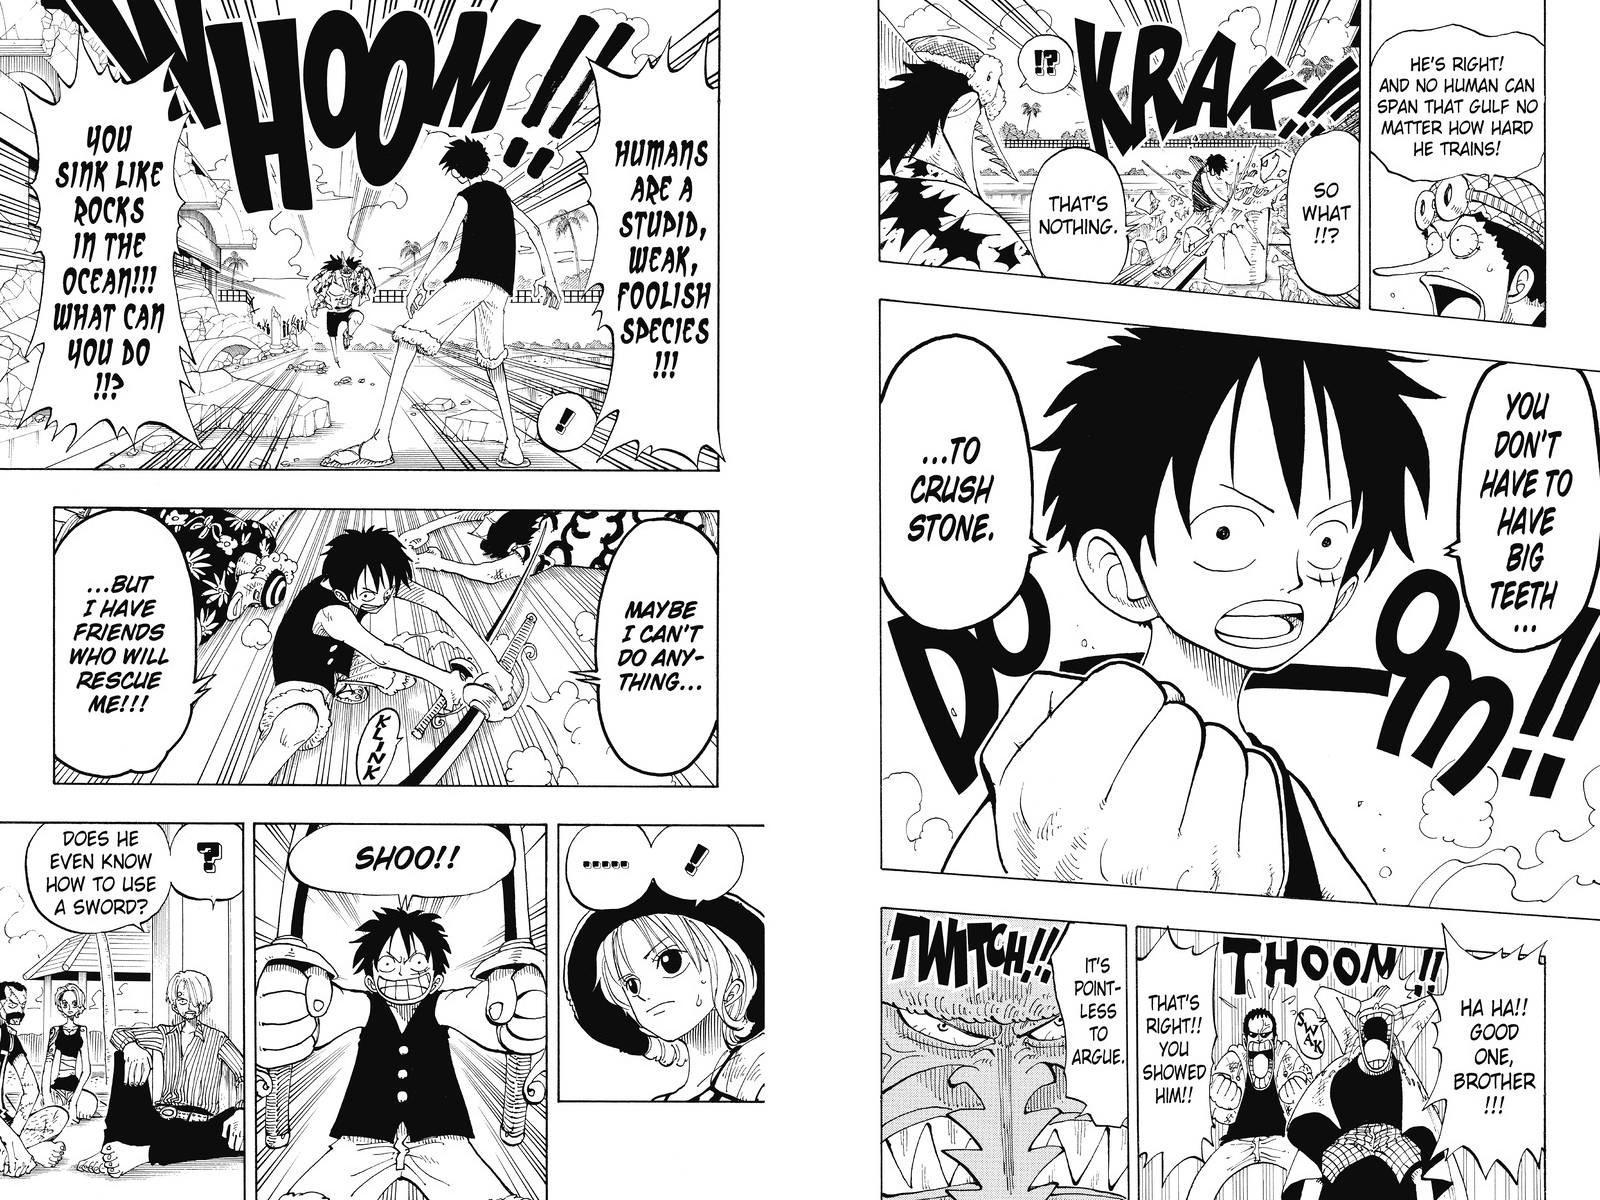 HE'S RIGHT!
AND NO HUMAN CAN
SPAN THAT GULF NO
MATTER HOW HARD
HE TRAINS!
SO
WHAT
!!?
KRAK!!!
!?
THAT'S
NOTHING.
YOU
DON'T
HAVE TO
HAVE
BIG
TEETH
...
...TO
CRUSH
STONE.
DOOM!!
HA HA!!
GOOD
ONE,
BROTHER
!!!
THOOM!!
JWAK
THAT'S
RIGHT!!
YOU
SHOWED
HIM!!
IT'S
POINT-
LESS
TO
ARGUE.
TWITCH!!
HUMANS
ARE A
STUPID,
WEAK,
FOOLISH
SPECIES
!!!
WHOOM!!
!
YOU
SINK LIKE
ROCKS
IN THE
OCEAN!!!
WHAT CAN
YOU DO
!!?
MAYBE
I CAN'T
DO ANY-
THING...
KLINK
...BUT
I HAVE
FRIENDS
WHO WILL
RESCUE
ME!!!
!
......
SHOO!!
?
DOES HE
EVEN KNOW
HOW TO USE
A SWORD?